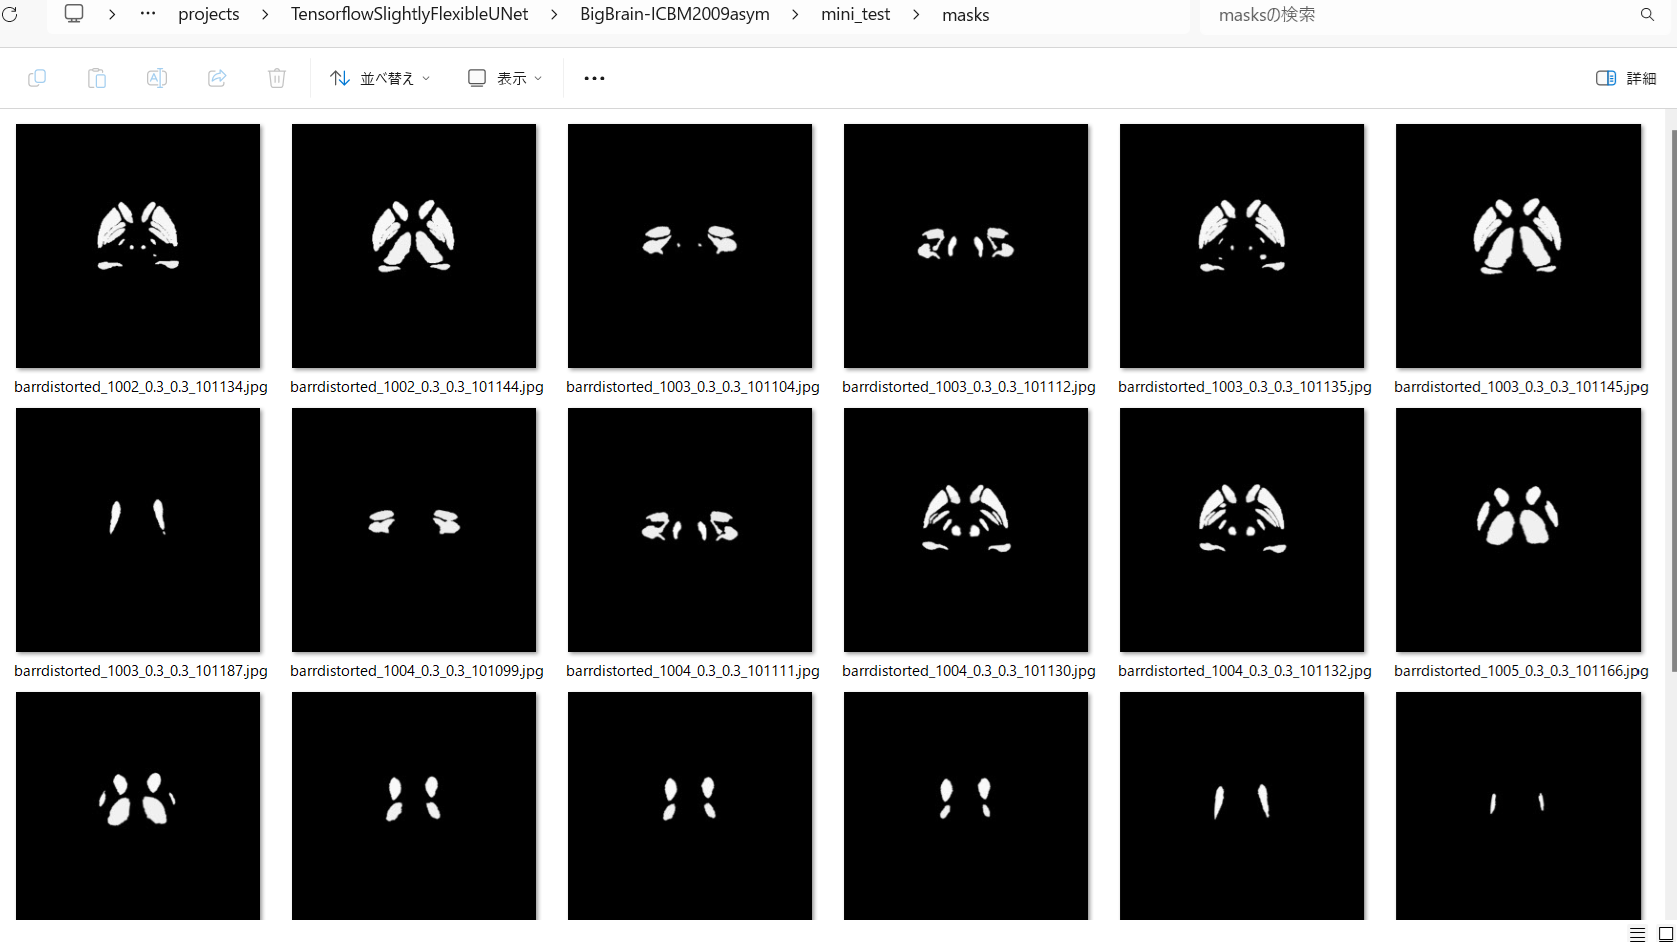 projects > TensorflowSlightlyFlexibleUNet > BigBrain-ICBM2009asym > mini_test > masks
masksの検索
並べ替え
表示
詳細
barrdistorted_1002_0.3_0.3_101134.jpg
barrdistorted_1002_0.3_0.3_101144.jpg
barrdistorted_1003_0.3_0.3_101104.jpg
barrdistorted_1003_0.3_0.3_101112.jpg
barrdistorted_1003_0.3_0.3_101135.jpg
barrdistorted_1003_0.3_0.3_101145.jpg
barrdistorted_1003_0.3_0.3_101187.jpg
barrdistorted_1004_0.3_0.3_101099.jpg
barrdistorted_1004_0.3_0.3_101111.jpg
barrdistorted_1004_0.3_0.3_101130.jpg
barrdistorted_1004_0.3_0.3_101132.jpg
barrdistorted_1005_0.3_0.3_101166.jpg